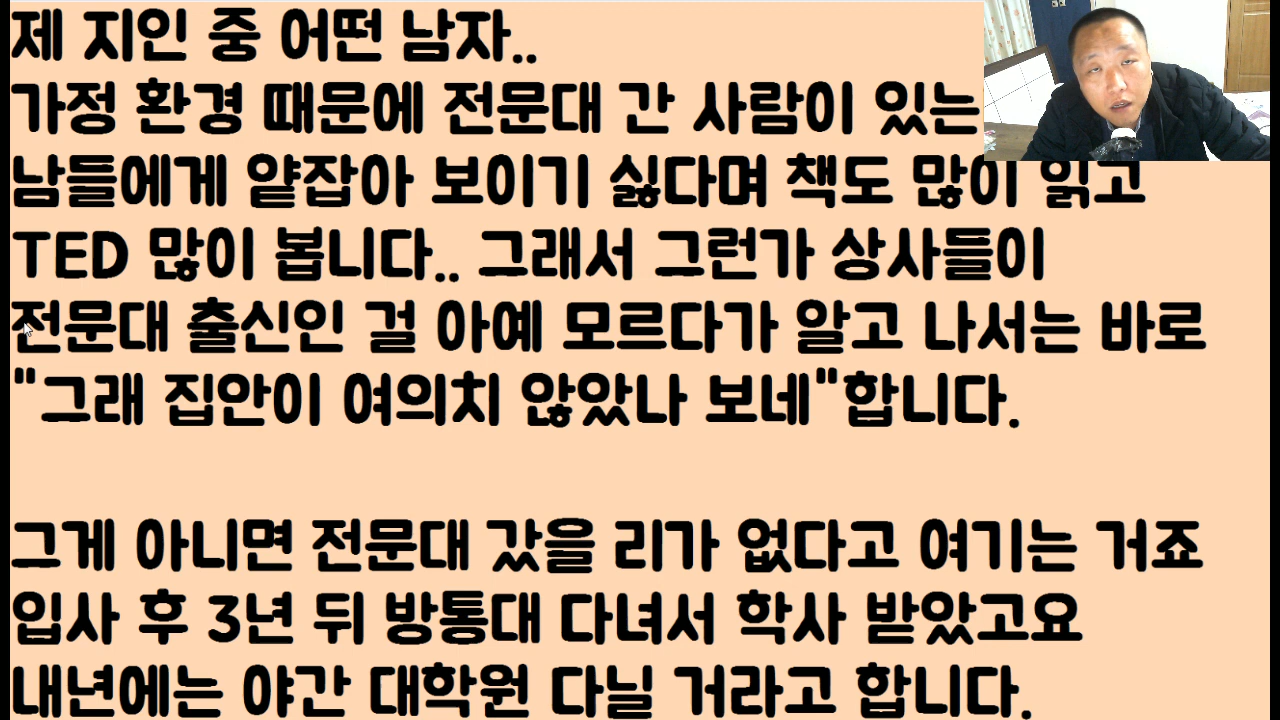 제 지인 중 어떤 남자..
가정 환경 때문에 전문대 간 사람이 있는
남들에게 얕잡아 보이기 싫다며 책도 많이 읽고
TED 많이 봅니다.. 그래서 그런가 상사들이
전문대 출신인 걸 아예 모르다가 알고 나서는 바로
"그래 집안이 여의치 않았나 보네"합니다.
그게 아니면 전문대 갔을 리가 없다고 여기는 거죠
입사 후 3년 뒤 방통대 다녀서 학사 받았고요
내년에는 야간 대학원 다닐 거라고 합니다.